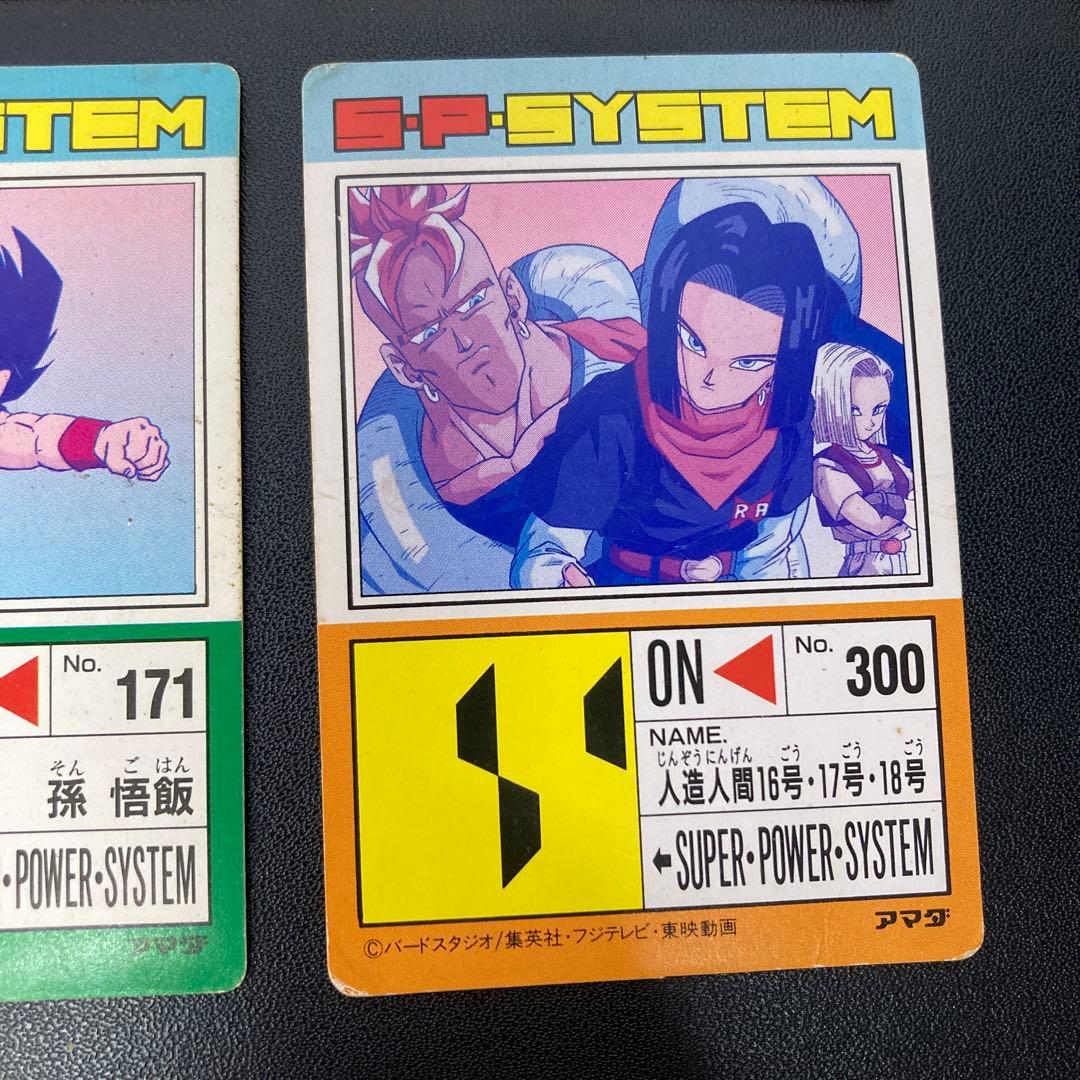 STEM
No.
171
そん ご はん
孫 悟飯
・POWER・SYSTEM
アマダ
S・P・SYSTEM
RR
ON
No.
300
NAME.
じんぞうにんげん ごう ごう ごう
人造人間16号・17号・18号
←SUPER・POWER・SYSTEM
アマダ
©バードスタジオ/集英社・フジテレビ・東映動画